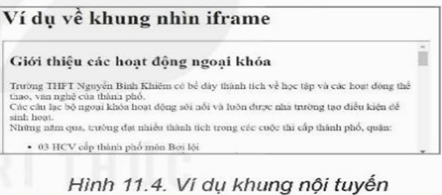 Ví dụ về khung nhìn iframe
Giới thiệu các hoạt động ngoại khóa
Trường THPT Nguyễn Bỉnh Khiêm có bề dày thành tích về học tập và các hoạt động thể
thao, văn nghệ của thành phố.
Các câu lạc bộ ngoại khóa hoạt động sôi nổi và luôn được nhà trường tạo điều kiện để
sinh hoạt.
Những năm qua, trường đạt nhiều thành tích trong các cuộc thi cấp thành phố, quận:
• 03 HCV cấp thành phố môn Bơi lội
Hình 11.4. Ví dụ khung nội tuyến